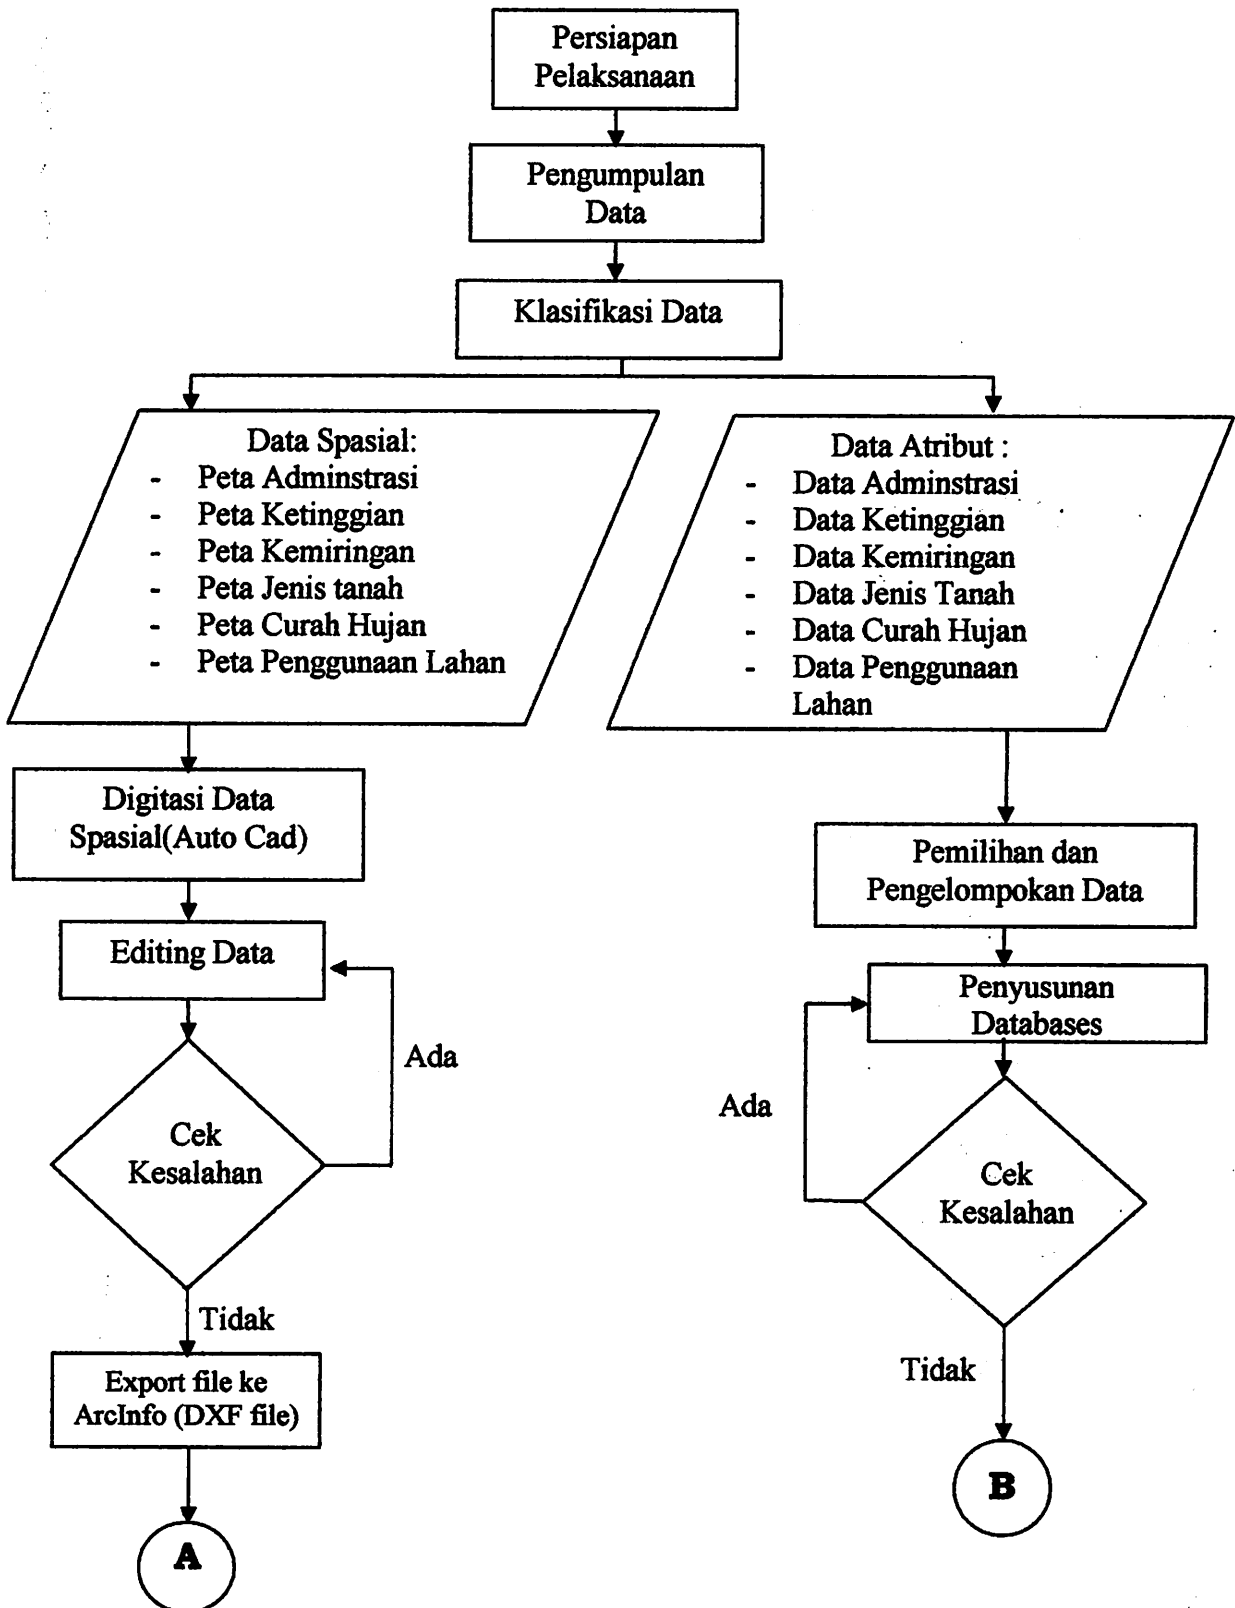 Persiapan
Pelaksanaan
Pengumpulan
Data
Klasifikasi Data
Data Spasial:
- Peta Adminstrasi
- Peta Ketinggian
- Peta Kemiringan
- Peta Jenis tanah
- Peta Curah Hujan
- Peta Penggunaan Lahan
Data Atribut :
- Data Adminstrasi
- Data Ketinggian
- Data Kemiringan
- Data Jenis Tanah
- Data Curah Hujan
- Data Penggunaan
Lahan
Digitasi Data
Spasial(Auto Cad)
Editing Data
Ada
Cek
Kesalahan
Tidak
Export file ke
ArcInfo (DXF file)
A
Pemilihan dan
Pengelompokan Data
Penyusunan
Databases
Ada
Cek
Kesalahan
Tidak
B